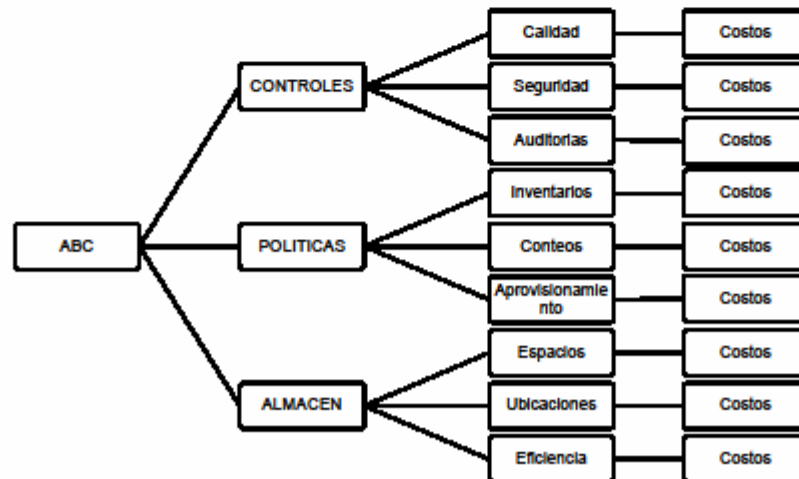 Calidad
Costos
CONTROLES
Seguridad
Costos
Auditorias
Costos
Inventarios
Costos
ABC
POLITICAS
Conteos
Costos
Aprovisionamie
nto
Costos
Espacios
Costos
ALMACEN
Ubicaciones
Costos
Eficiencia
Costos